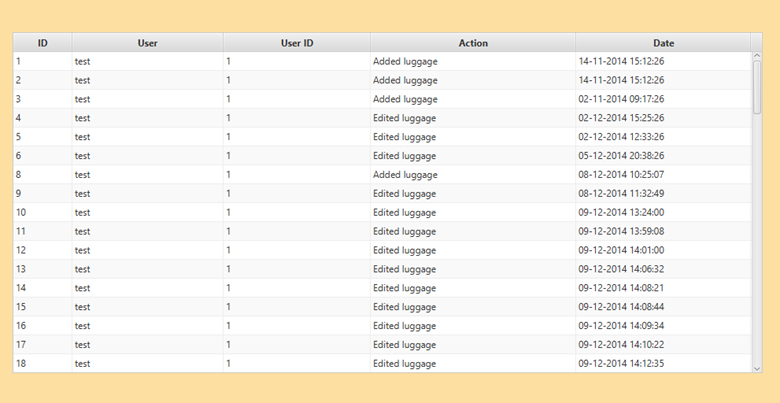 ID User User ID Action Date
1 test 1 Added luggage 14-11-2014 15:12:26
2 test 1 Added luggage 14-11-2014 15:12:26
3 test 1 Added luggage 02-11-2014 09:17:26
4 test 1 Edited luggage 02-12-2014 15:25:26
5 test 1 Edited luggage 02-12-2014 12:33:26
6 test 1 Edited luggage 05-12-2014 20:38:26
8 test 1 Added luggage 08-12-2014 10:25:07
9 test 1 Edited luggage 08-12-2014 11:32:49
10 test 1 Edited luggage 09-12-2014 13:24:00
11 test 1 Edited luggage 09-12-2014 13:59:08
12 test 1 Edited luggage 09-12-2014 14:01:00
13 test 1 Edited luggage 09-12-2014 14:06:32
14 test 1 Edited luggage 09-12-2014 14:08:21
15 test 1 Edited luggage 09-12-2014 14:08:44
16 test 1 Edited luggage 09-12-2014 14:09:34
17 test 1 Edited luggage 09-12-2014 14:10:22
18 test 1 Edited luggage 09-12-2014 14:12:35